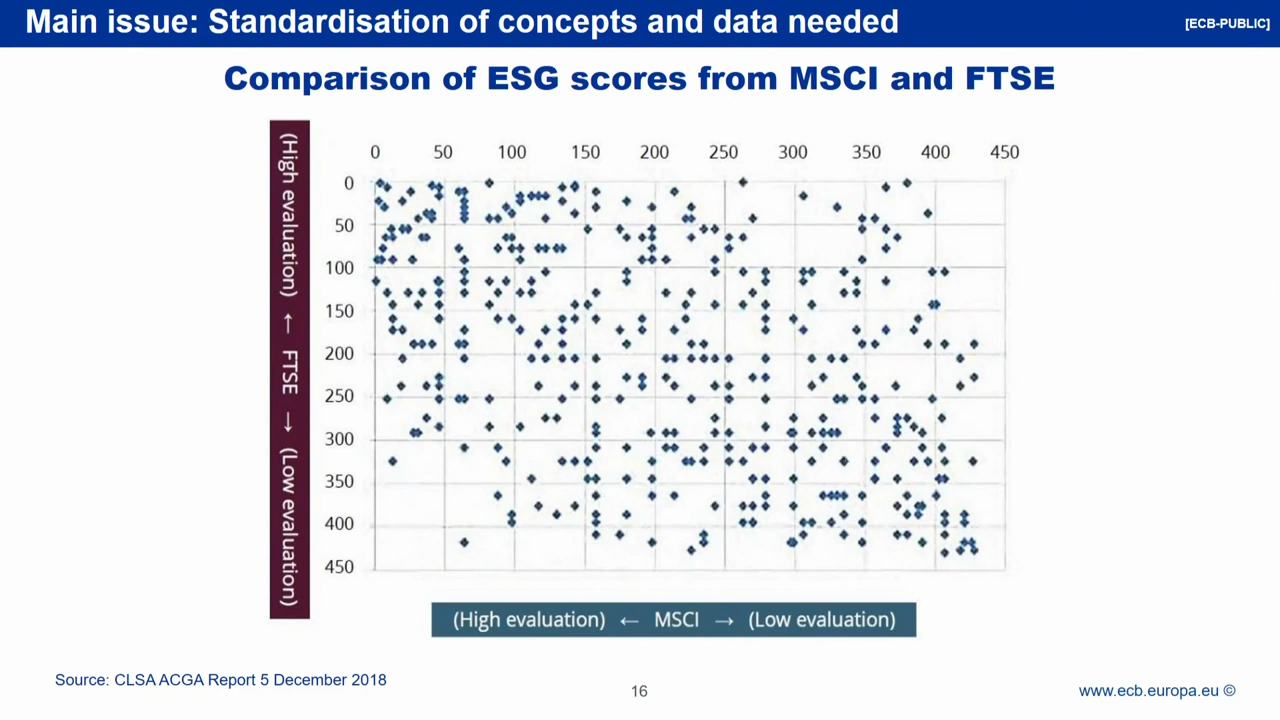 Main issue: Standardisation of concepts and data needed
[ECB-PUBLIC]
Comparison of ESG scores from MSCI and FTSE
0 50 100 150 200 250 300 350 400 450
0
50
100
150
200
250
300
350
400
450
(High evaluation) ← FTSE → (Low evaluation)
(High evaluation) ← MSCI → (Low evaluation)
Source: CLSA ACGA Report 5 December 2018
16
www.ecb.europa.eu ©